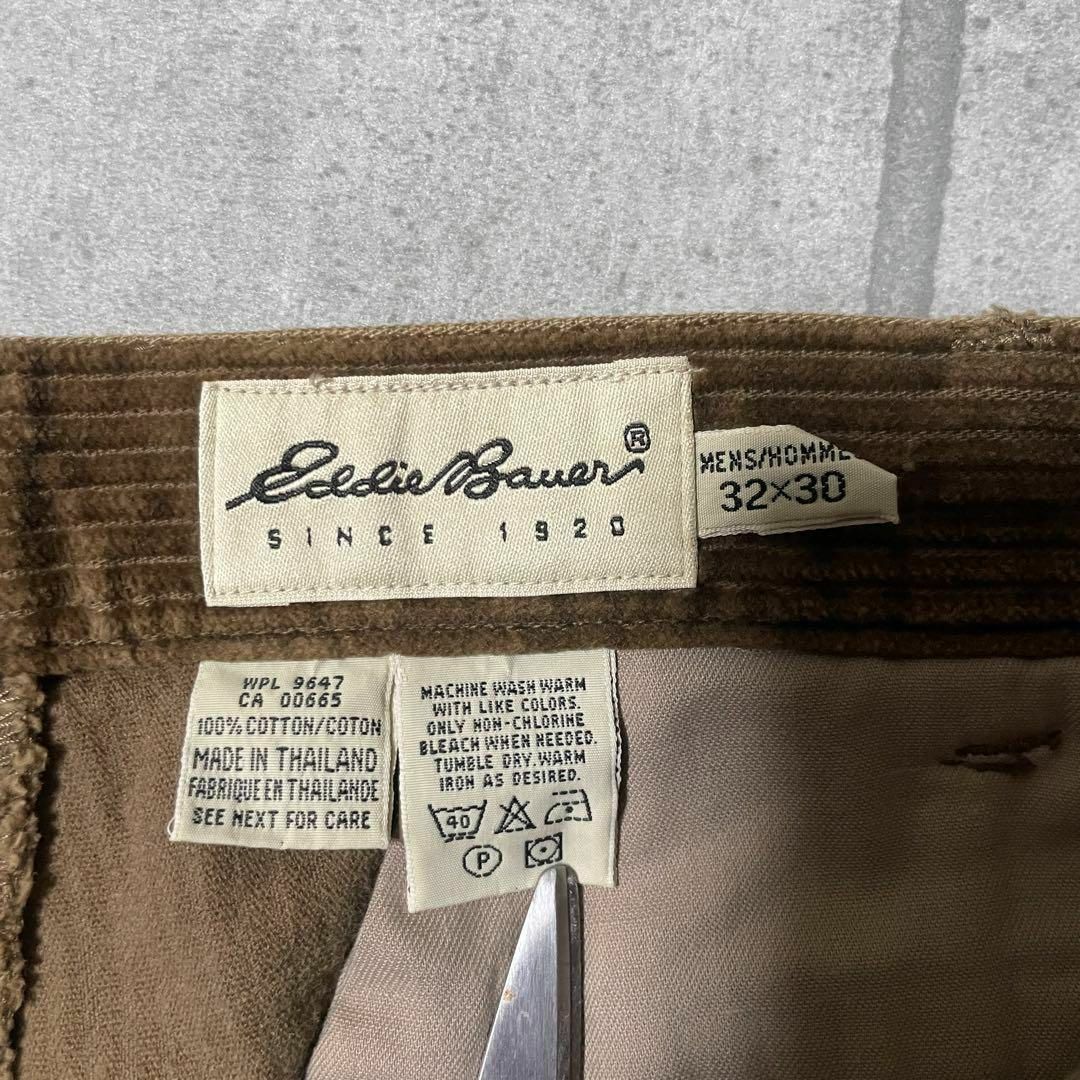 Eddie Bauer®
SINCE 1920
MENS/HOMME
32×30
WPL 9647
CA 00665
100% COTTON/COTON
MADE IN THAILAND
FABRIQUE EN THAILANDE
SEE NEXT FOR CARE
MACHINE WASH WARM
WITH LIKE COLORS.
ONLY NON-CHLORINE
BLEACH WHEN NEEDED.
TUMBLE DRY. WARM
IRON AS DESIRED.
40
P